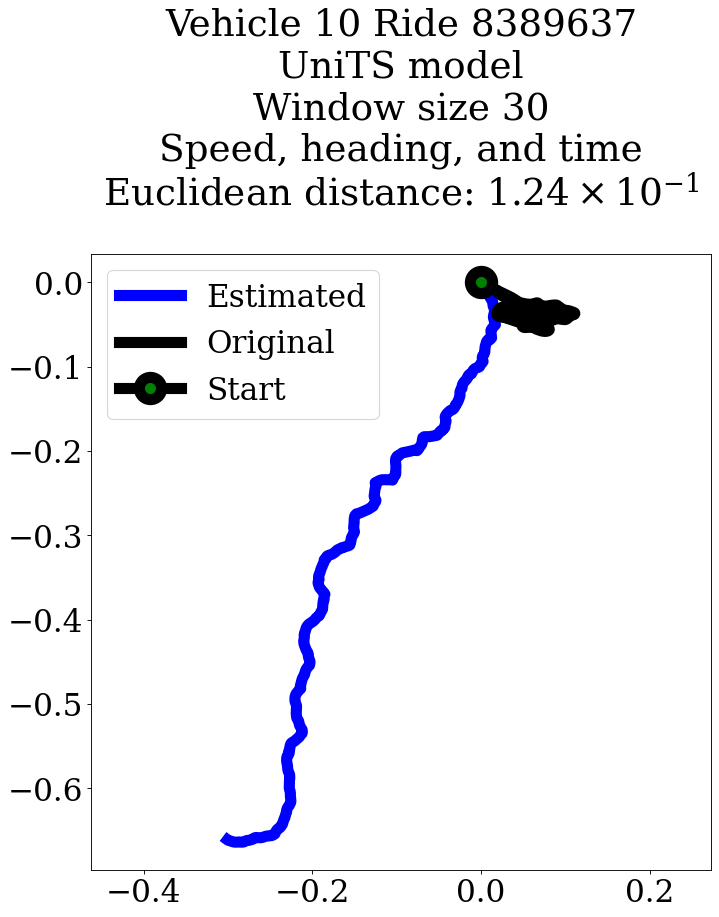 Vehicle 10 Ride 8389637
UniTS model
Window size 30
Speed, heading, and time
Euclidean distance: 1.24 × 10⁻¹
Estimated
Original
Start
0.0
−0.1
−0.2
−0.3
−0.4
−0.5
−0.6
−0.4 −0.2 0.0 0.2